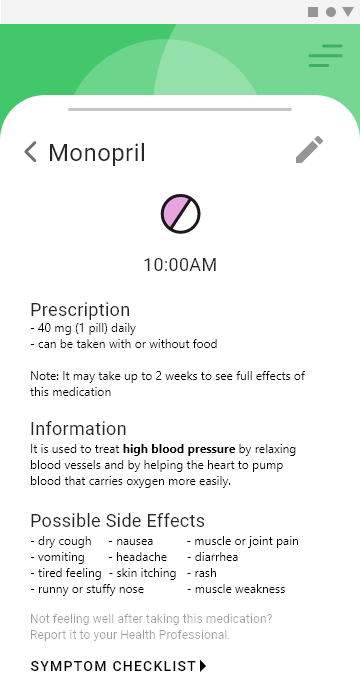 Monopril
10:00AM
Prescription
- 40 mg (1 pill) daily
- can be taken with or without food
Note: It may take up to 2 weeks to see full effects of
this medication
Information
It is used to treat high blood pressure by relaxing
blood vessels and by helping the heart to pump
blood that carries oxygen more easily.
Possible Side Effects
- dry cough - nausea - muscle or joint pain
- vomiting - headache - diarrhea
- tired feeling - skin itching - rash
- runny or stuffy nose - muscle weakness
Not feeling well after taking this medication?
Report it to your Health Professional.
SYMPTOM CHECKLIST